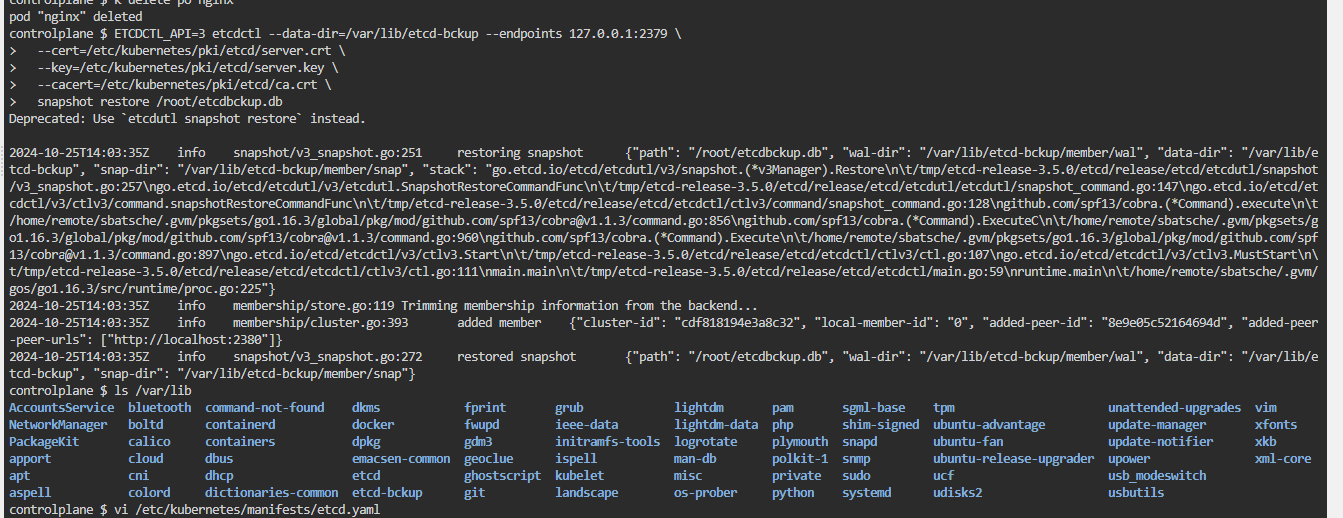 controlplane $ k delete po nginx
pod "nginx" deleted
controlplane $ ETCDCTL_API=3 etcdctl --data-dir=/var/lib/etcd-bckup --endpoints 127.0.0.1:2379 \
>   --cert=/etc/kubernetes/pki/etcd/server.crt \
>   --key=/etc/kubernetes/pki/etcd/server.key \
>   --cacert=/etc/kubernetes/pki/etcd/ca.crt \
>   snapshot restore /root/etcdbckup.db
Deprecated: Use `etcdutl snapshot restore` instead.
2024-10-25T14:03:35Z    info    snapshot/v3_snapshot.go:251     restoring snapshot      {"path": "/root/etcdbckup.db", "wal-dir": "/var/lib/etcd-bckup/member/wal", "data-dir": "/var/lib/e
tcd-bckup", "snap-dir": "/var/lib/etcd-bckup/member/snap", "stack": "go.etcd.io/etcd/etcdutl/v3/snapshot.(*v3Manager).Restore\n\t/tmp/etcd-release-3.5.0/etcd/release/etcd/etcdutl/snapshot
/v3_snapshot.go:257\ngo.etcd.io/etcd/etcdutl/v3/etcdutl.SnapshotRestoreCommandFunc\n\t/tmp/etcd-release-3.5.0/etcd/release/etcd/etcdutl/etcdutl/snapshot_command.go:147\ngo.etcd.io/etcd/et
cdctl/v3/ctlv3/command.snapshotRestoreCommandFunc\n\t/tmp/etcd-release-3.5.0/etcd/release/etcd/etcdctl/ctlv3/command/snapshot_command.go:128\ngithub.com/spf13/cobra.(*Command).execute\n\t
/home/remote/sbatsche/.gvm/pkgsets/go1.16.3/global/pkg/mod/github.com/spf13/cobra@v1.1.3/command.go:856\ngithub.com/spf13/cobra.(*Command).ExecuteC\n\t/home/remote/sbatsche/.gvm/pkgsets/g
o1.16.3/global/pkg/mod/github.com/spf13/cobra@v1.1.3/command.go:960\ngithub.com/spf13/cobra.(*Command).Execute\n\t/home/remote/sbatsche/.gvm/pkgsets/go1.16.3/global/pkg/mod/github.com/spf
13/cobra@v1.1.3/command.go:897\ngo.etcd.io/etcd/etcdctl/v3/ctlv3.Start\n\t/tmp/etcd-release-3.5.0/etcd/release/etcd/etcdctl/ctlv3/ctl.go:107\ngo.etcd.io/etcd/etcdctl/v3/ctlv3.MustStart\n\
t/tmp/etcd-release-3.5.0/etcd/release/etcd/etcdctl/ctlv3/ctl.go:111\nmain.main\n\t/tmp/etcd-release-3.5.0/etcd/release/etcd/etcdctl/main.go:59\nruntime.main\n\t/home/remote/sbatsche/.gvm/
gos/go1.16.3/src/runtime/proc.go:225"}
2024-10-25T14:03:35Z    info    membership/store.go:119 Trimming membership information from the backend...
2024-10-25T14:03:35Z    info    membership/cluster.go:393       added member    {"cluster-id": "cdf818194e3a8c32", "local-member-id": "0", "added-peer-id": "8e9e05c52164694d", "added-peer
-peer-urls": ["http://localhost:2380"]}
2024-10-25T14:03:35Z    info    snapshot/v3_snapshot.go:272     restored snapshot       {"path": "/root/etcdbckup.db", "wal-dir": "/var/lib/etcd-bckup/member/wal", "data-dir": "/var/lib/e
tcd-bckup", "snap-dir": "/var/lib/etcd-bckup/member/snap"}
controlplane $ ls /var/lib
AccountsService  bluetooth  command-not-found    dkms           fprint       grub             lightdm       pam        sgml-base    tpm                      unattended-upgrades  vim
NetworkManager   boltd      containerd           docker         fwupd        ieee-data        lightdm-data  php        shim-signed  ubuntu-advantage         update-manager       xfonts
PackageKit       calico     containers           dpkg           gdm3         initramfs-tools  logrotate     plymouth   snapd        ubuntu-fan               update-notifier      xkb
apport           cloud      dbus                 emacsen-common geoclue      ispell           man-db        polkit-1   snmp         ubuntu-release-upgrader  upower               xml-core
apt              cni        dhcp                 etcd           ghostscript  kubelet          misc          private    sudo         ucf                      usb_modeswitch
aspell           colord     dictionaries-common  etcd-bckup     git          landscape        os-prober     python     systemd      udisks2                  usbutils
controlplane $ vi /etc/kubernetes/manifests/etcd.yaml